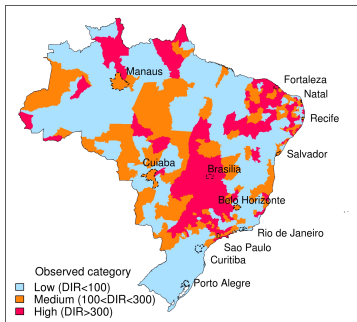 Manaus
Fortaleza
Natal
Recife
Salvador
Cuiaba
Brasilia
Belo Horizonte
Rio de Janeiro
Sao Paulo
Curitiba
Porto Alegre
Observed category
Low (DIR<100)
Medium (100<DIR<300)
High (DIR>300)